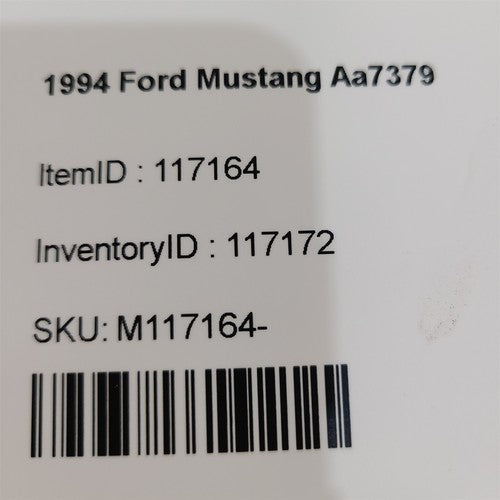 1994 Ford Mustang Aa7379
ItemID : 117164
InventoryID : 117172
SKU: M117164-